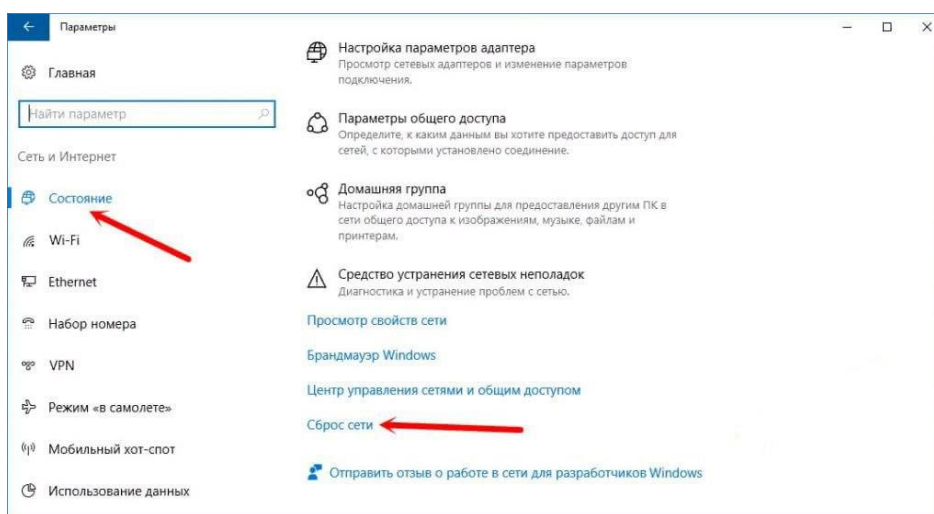 Параметры
Главная
Найти параметр
Сеть и Интернет
Состояние
Wi-Fi
Ethernet
Набор номера
VPN
Режим «в самолете»
Мобильный хот-спот
Использование данных
Настройка параметров адаптера
Просмотр сетевых адаптеров и изменение параметров
подключения.
Параметры общего доступа
Определите, к каким данным вы хотите предоставить доступ для
сетей, с которыми установлено соединение.
Домашняя группа
Настройка домашней группы для предоставления другим ПК в
сети общего доступа к изображениям, музыке, файлам и
принтерам.
Средство устранения сетевых неполадок
Диагностика и устранение проблем с сетью.
Просмотр свойств сети
Брандмауэр Windows
Центр управления сетями и общим доступом
Сброс сети
Отправить отзыв о работе в сети для разработчиков Windows